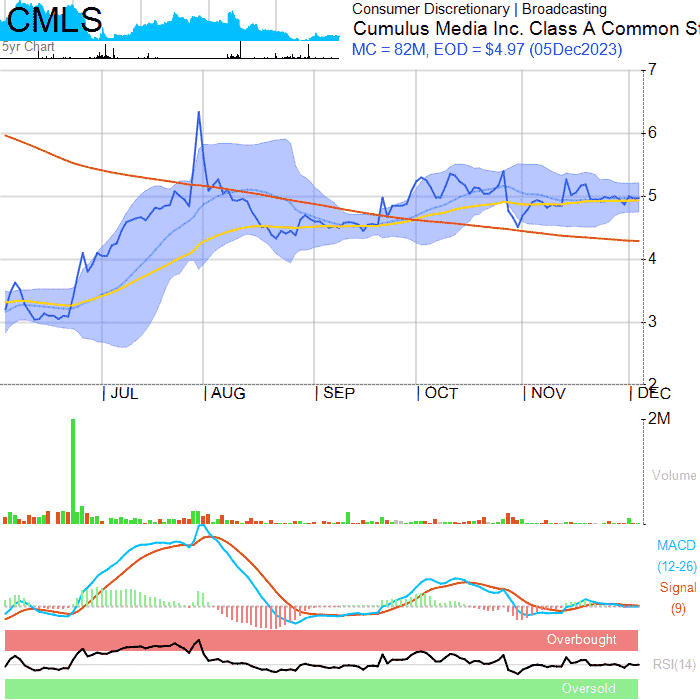 CMLS
5yr Chart
Consumer Discretionary | Broadcasting
Cumulus Media Inc. Class A Common St
MC = 82M, EOD = $4.97 (05Dec2023)
7
6
5
4
3
2
| JUL | AUG | SEP | OCT | NOV | DEC
2M
Volume
MACD
(12-26)
Signal
(9)
Overbought
RSI(14)
Oversold